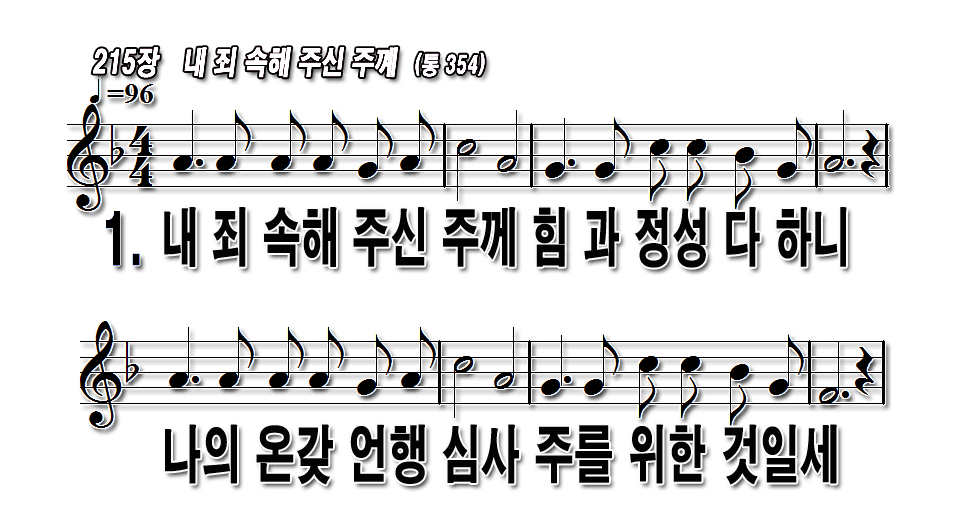 215장 내 죄 속해 주신 주께 (통 354)
♩=96
4
4
1. 내 죄 속해 주신 주께 힘 과 정성 다 하니
나의 온갖 언행 심사 주를 위한 것일세